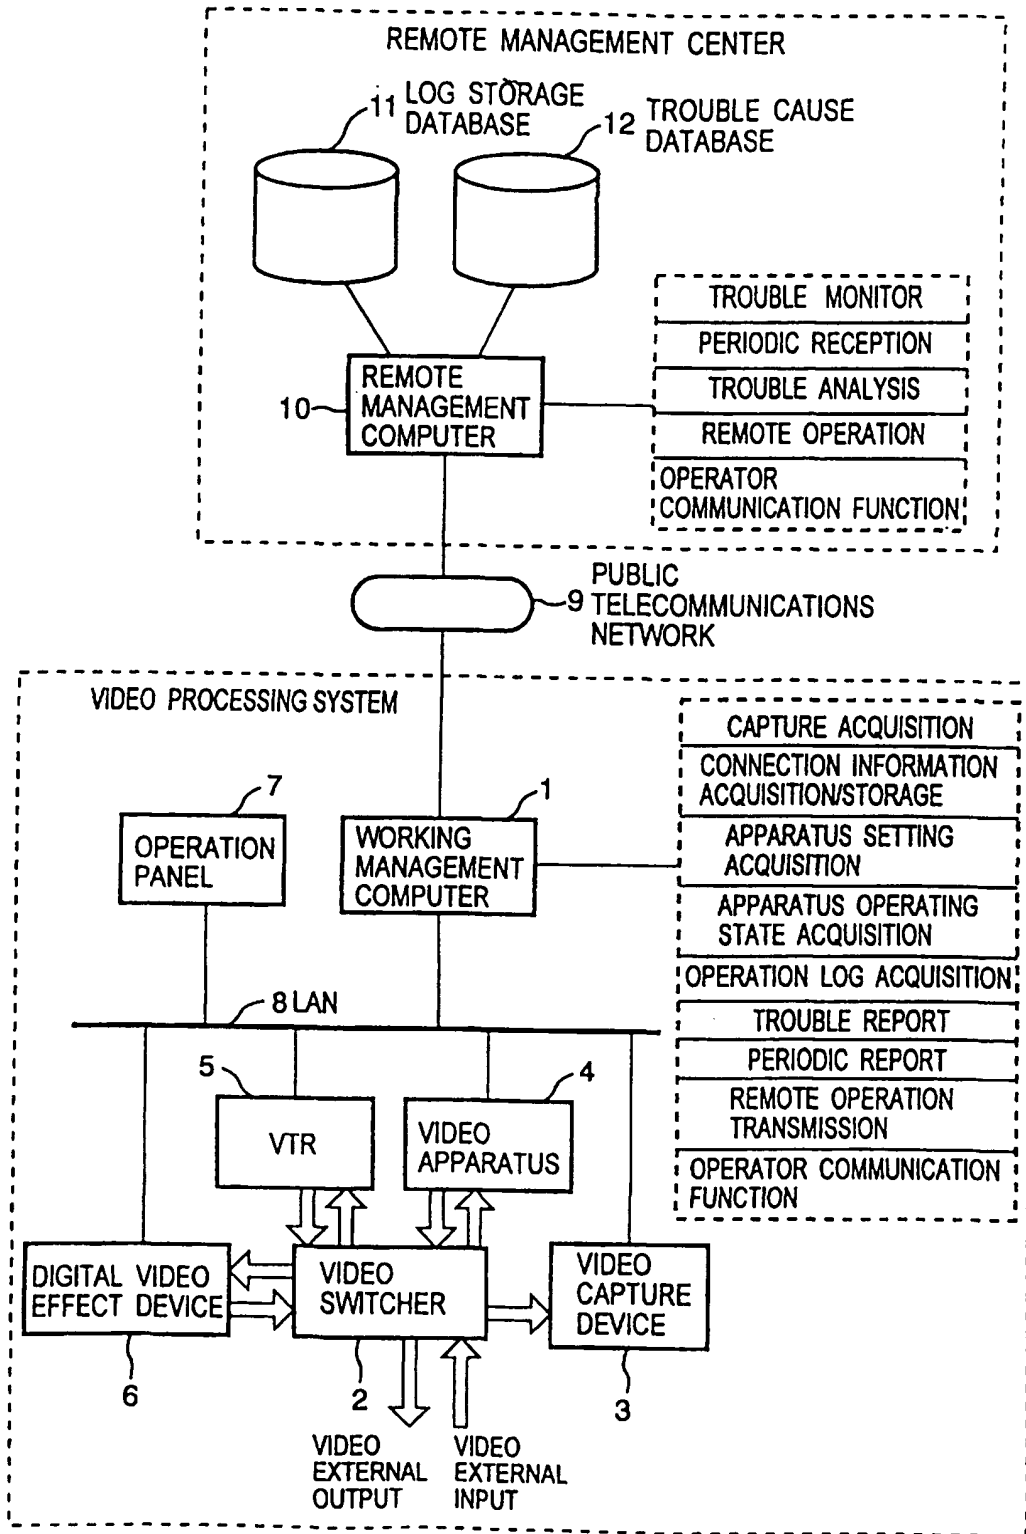 REMOTE MANAGEMENT CENTER
11 LOG STORAGE
DATABASE
12 TROUBLE CAUSE
DATABASE
TROUBLE MONITOR
PERIODIC RECEPTION
TROUBLE ANALYSIS
REMOTE OPERATION
OPERATOR
COMMUNICATION FUNCTION
10
REMOTE
MANAGEMENT
COMPUTER
9 PUBLIC
TELECOMMUNICATIONS
NETWORK
VIDEO PROCESSING SYSTEM
CAPTURE ACQUISITION
CONNECTION INFORMATION
ACQUISITION/STORAGE
APPARATUS SETTING
ACQUISITION
APPARATUS OPERATING
STATE ACQUISITION
OPERATION LOG ACQUISITION
TROUBLE REPORT
PERIODIC REPORT
REMOTE OPERATION
TRANSMISSION
OPERATOR COMMUNICATION
FUNCTION
7
OPERATION
PANEL
1
WORKING
MANAGEMENT
COMPUTER
8 LAN
5
VTR
4
VIDEO
APPARATUS
DIGITAL VIDEO
EFFECT DEVICE
6
VIDEO
SWITCHER
2
VIDEO
CAPTURE
DEVICE
3
VIDEO
EXTERNAL
OUTPUT
VIDEO
EXTERNAL
INPUT